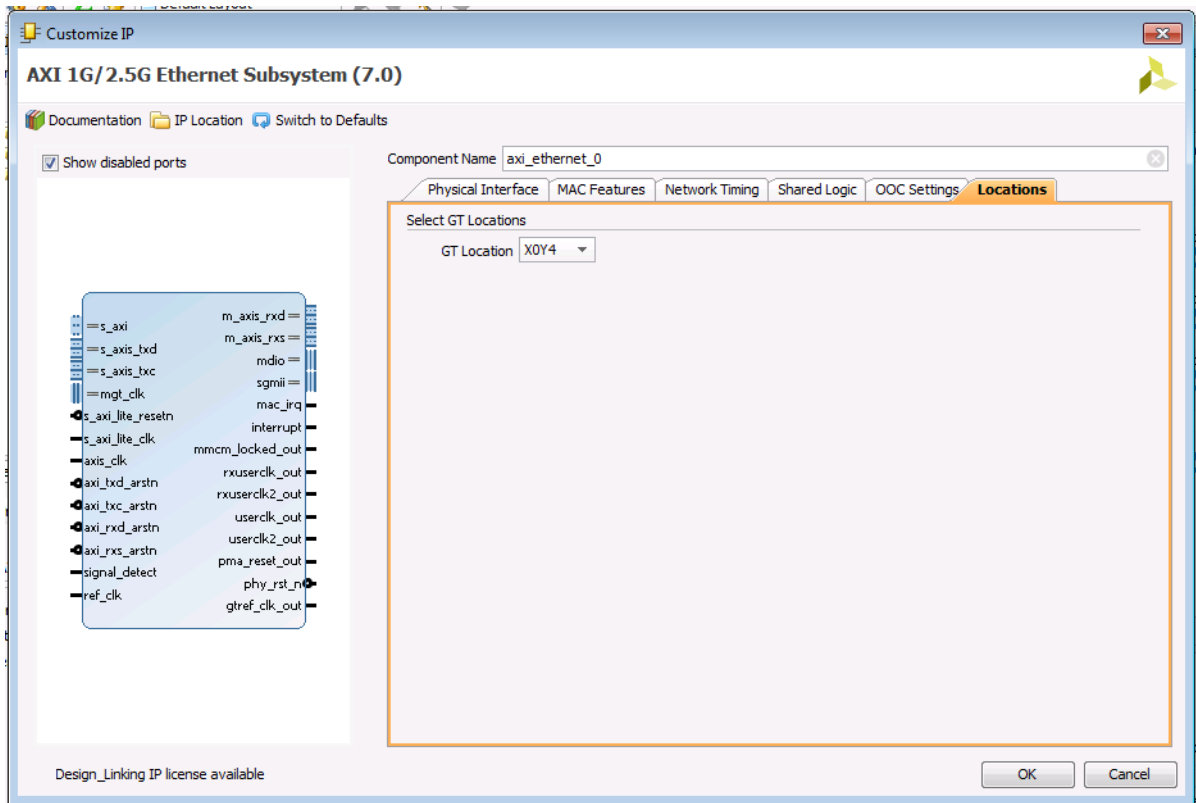 Default Layout
Customize IP
AXI 1G/2.5G Ethernet Subsystem (7.0)
Documentation IP Location Switch to Defaults
Show disabled ports
s_axi
s_axis_txd
s_axis_txc
mgt_clk
s_axi_lite_resetn
s_axi_lite_clk
axis_clk
axi_txd_arstn
axi_txc_arstn
axi_rxd_arstn
axi_rxs_arstn
signal_detect
ref_clk
m_axis_rxd
m_axis_rxs
mdio
sgmii
mac_irq
interrupt
mmcm_locked_out
rxuserclk_out
rxuserclk2_out
userclk_out
userclk2_out
pma_reset_out
phy_rst_n
gtref_clk_out
Component Name axi_ethernet_0
Physical Interface MAC Features Network Timing Shared Logic OOC Settings Locations
Select GT Locations
GT Location X0Y4
Design_Linking IP license available
OK Cancel